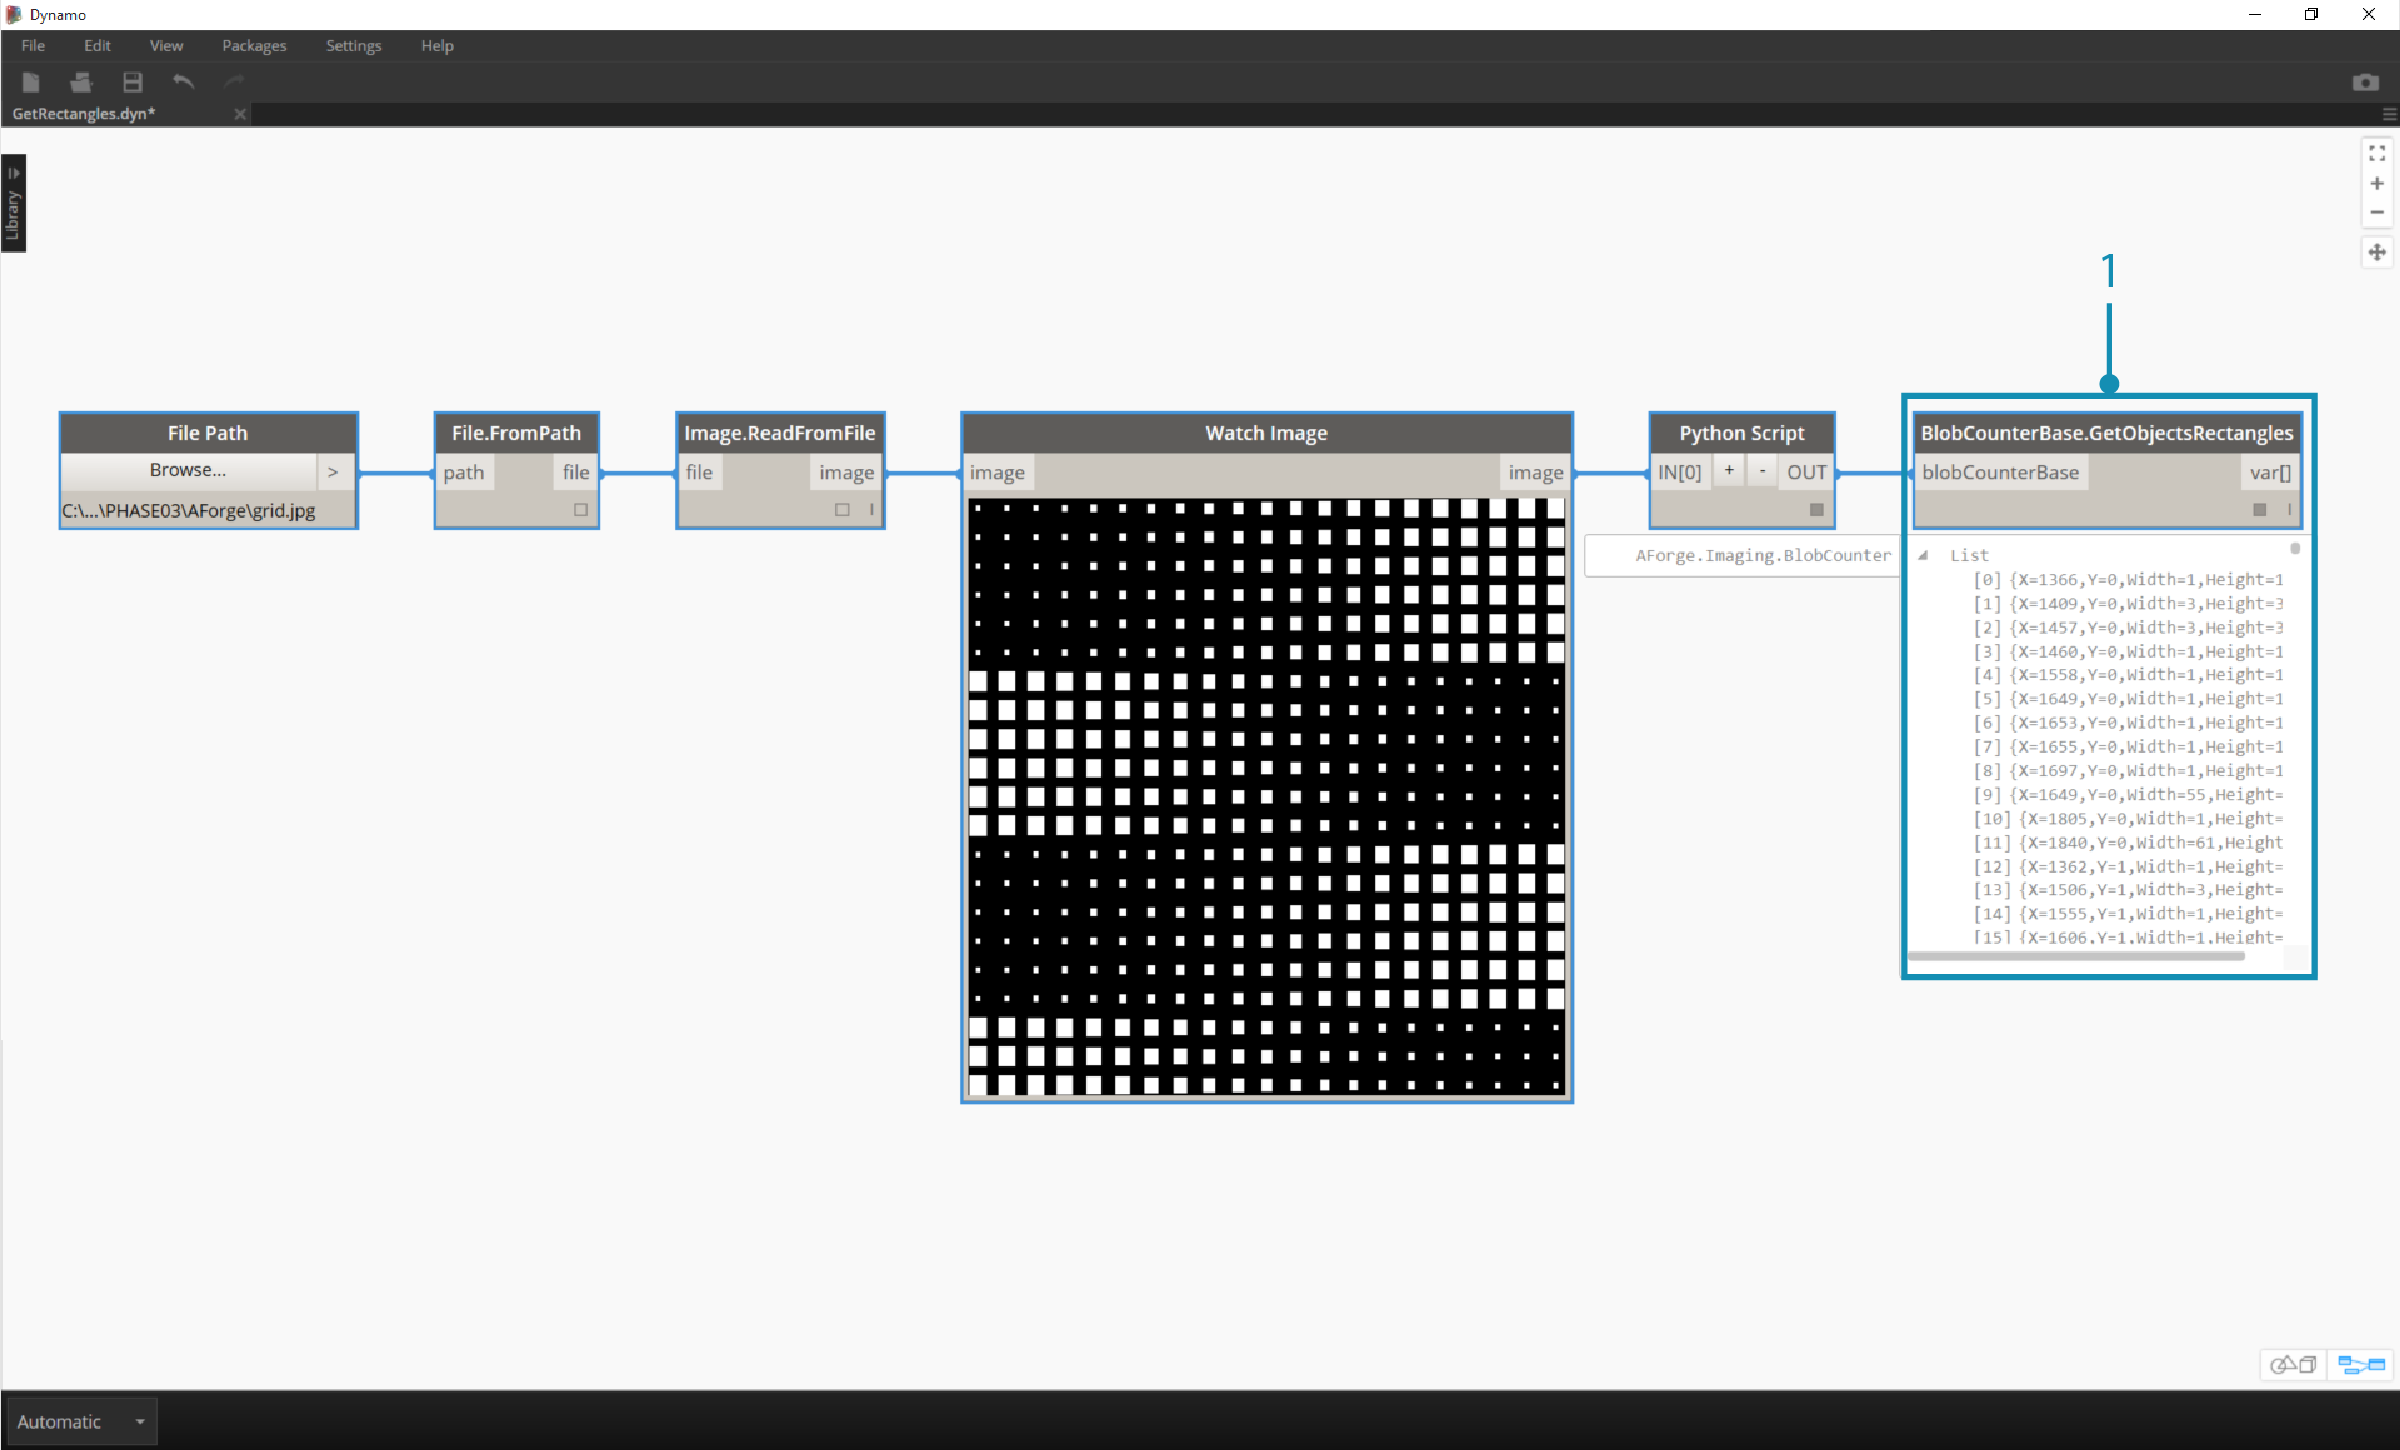 Dynamo
File Edit View Packages Settings Help
GetRectangles.dyn*
Library
1
File Path
Browse... >
C:\...\PHASE03\AForge\grid.jpg
File.FromPath
path file
Image.ReadFromFile
file image
Watch Image
image image
Python Script
IN[0] + - OUT
AForge.Imaging.BlobCounter
BlobCounterBase.GetObjectsRectangles
blobCounterBase var[]
List
[0] {X=1366,Y=0,Width=1,Height=1
[1] {X=1409,Y=0,Width=3,Height=3
[2] {X=1457,Y=0,Width=3,Height=3
[3] {X=1460,Y=0,Width=1,Height=1
[4] {X=1558,Y=0,Width=1,Height=1
[5] {X=1649,Y=0,Width=1,Height=1
[6] {X=1653,Y=0,Width=1,Height=1
[7] {X=1655,Y=0,Width=1,Height=1
[8] {X=1697,Y=0,Width=1,Height=1
[9] {X=1649,Y=0,Width=55,Height=
[10] {X=1805,Y=0,Width=1,Height=
[11] {X=1840,Y=0,Width=61,Height
[12] {X=1362,Y=1,Width=1,Height=
[13] {X=1506,Y=1,Width=3,Height=
[14] {X=1555,Y=1,Width=1,Height=
[15] {X=1606,Y=1,Width=1,Height=
Automatic